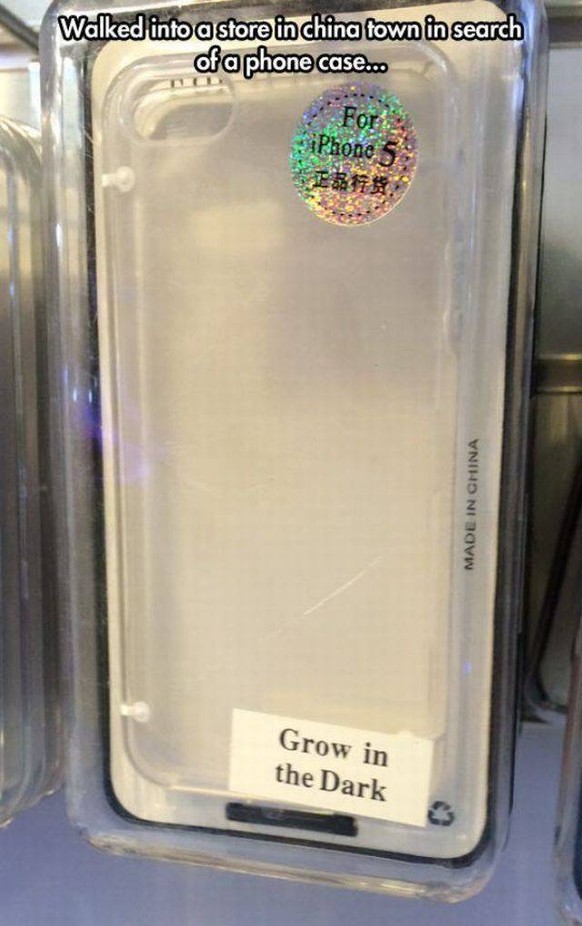 Walked into a store in china town in search
of a phone case...
For
iPhone 5
正品行货
MADE IN CHINA
Grow in
the Dark